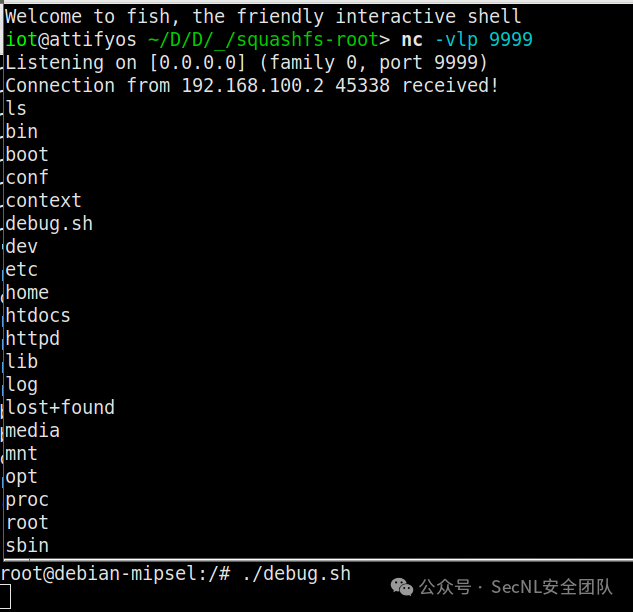 Welcome to fish, the friendly interactive shell
iot@attifyos ~/D/D/_/squashfs-root> nc -vlp 9999
Listening on [0.0.0.0] (family 0, port 9999)
Connection from 192.168.100.2 45338 received!
ls
bin
boot
conf
context
debug.sh
dev
etc
home
htdocs
httpd
lib
log
lost+found
media
mnt
opt
proc
root
sbin
root@debian-mipsel:/# ./debug.sh
公众号 · SecNL安全团队